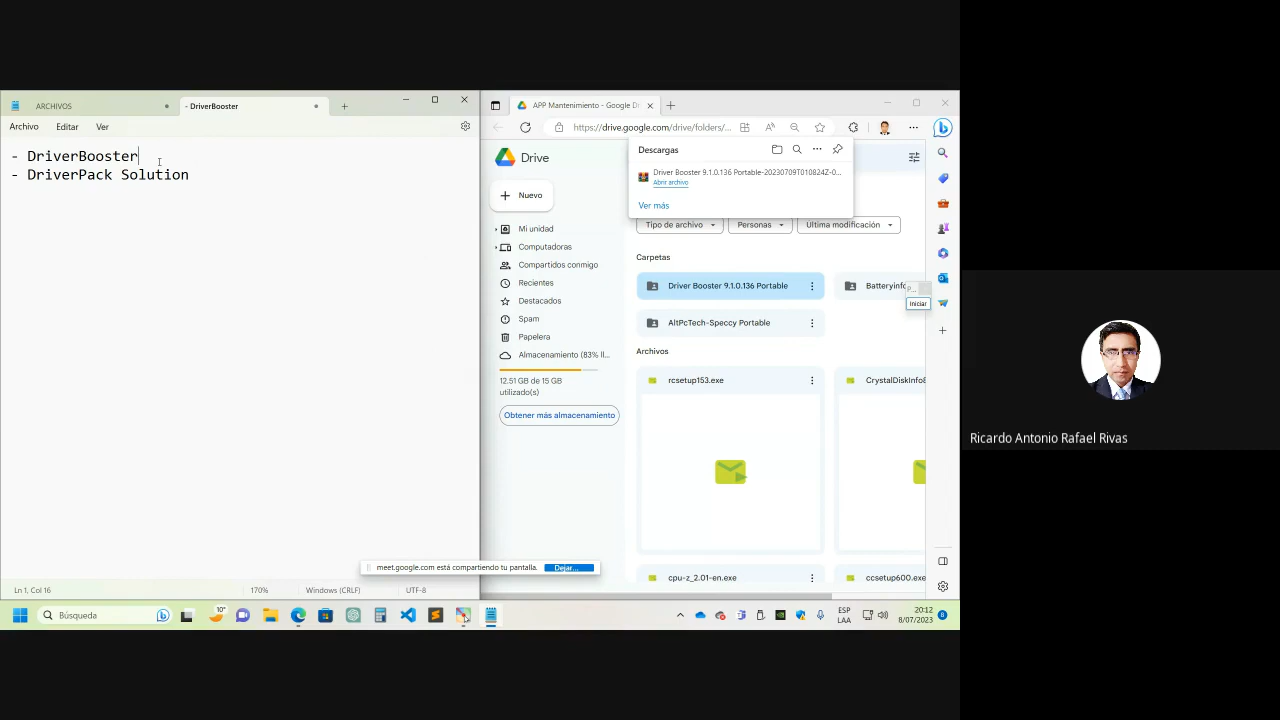 ARCHIVOS
- DriverBooster
Archivo Editar Ver
- DriverBooster
- DriverPack Solution
Ln 1, Col 16 170% Windows (CRLF) UTF-8
APP Mantenimiento - Google Dr
https://drive.google.com/drive/folders/...
Drive
Descargas
Driver Booster 9.1.0.136 Portable-20230709T010824Z-0...
Abrir archivo
Ver más
Nuevo
Mi unidad
Computadoras
Compartidos conmigo
Recientes
Destacados
Spam
Papelera
Almacenamiento (83% ll...
12.51 GB de 15 GB
utilizado(s)
Obtener más almacenamiento
Tipo de archivo Personas Última modificación
Carpetas
Driver Booster 9.1.0.136 Portable
Batteryinfo
P...
Iniciar
AltPcTech-Speccy Portable
Archivos
rcsetup153.exe
CrystalDiskInfo8
cpu-z_2.01-en.exe
ccsetup600.exe
meet.google.com está compartiendo tu pantalla. Dejar...
Búsqueda
10°
ESP
LAA
20:12
8/07/2023
8
Ricardo Antonio Rafael Rivas